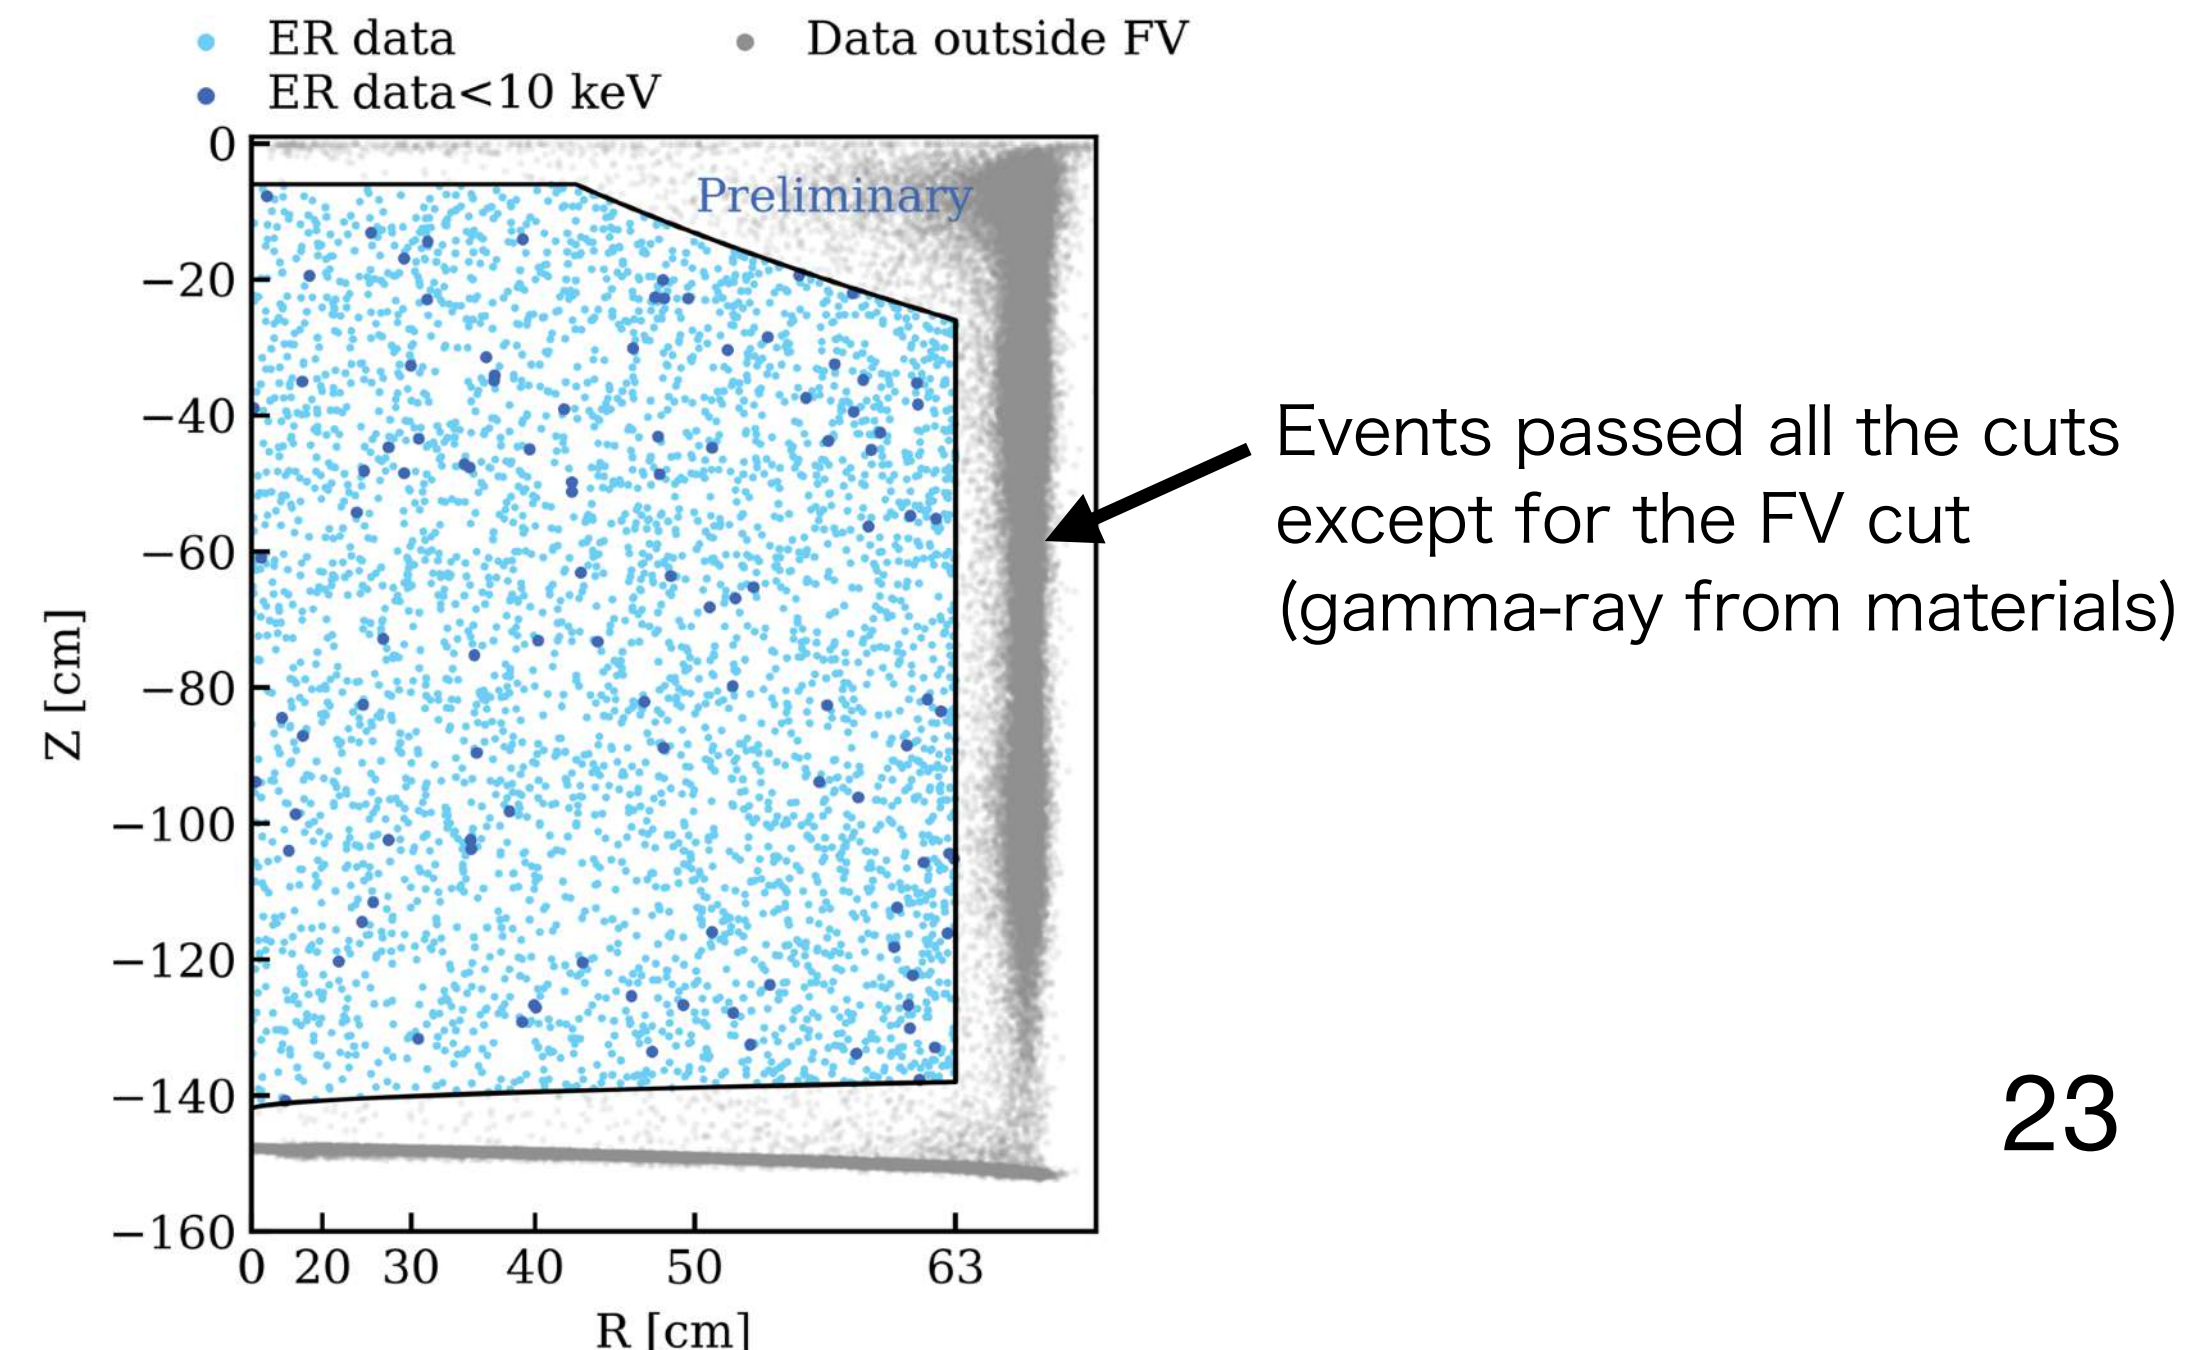 ER data
Data outside FV
ER data<10 keV
Preliminary
0
−20
−40
−60
−80
−100
−120
−140
−160
Z [cm]
0 20 30 40 50 63
R [cm]
Events passed all the cuts
except for the FV cut
(gamma-ray from materials)
23